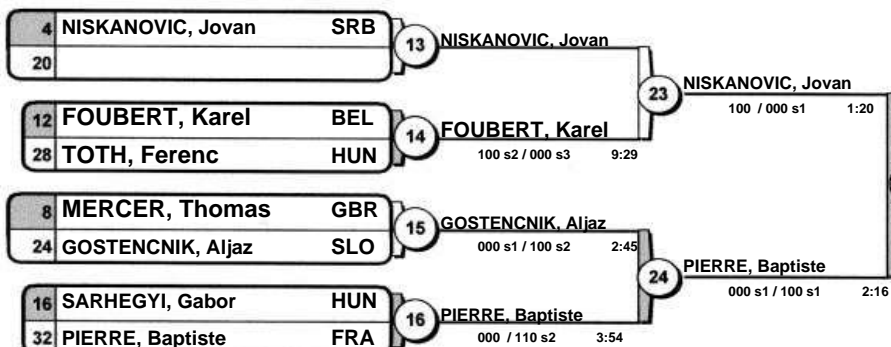 4 NISKANOVIC, Jovan SRB
20
13
NISKANOVIC, Jovan
12 FOUBERT, Karel BEL
28 TOTH, Ferenc HUN
14
FOUBERT, Karel
100 s2 / 000 s3 9:29
23
NISKANOVIC, Jovan
100 / 000 s1 1:20
8 MERCER, Thomas GBR
24 GOSTENCNIK, Aljaz SLO
15
GOSTENCNIK, Aljaz
000 s1 / 100 s2 2:45
16 SARHEGYI, Gabor HUN
32 PIERRE, Baptiste FRA
16
PIERRE, Baptiste
000 / 110 s2 3:54
24
PIERRE, Baptiste
000 s1 / 100 s1 2:16